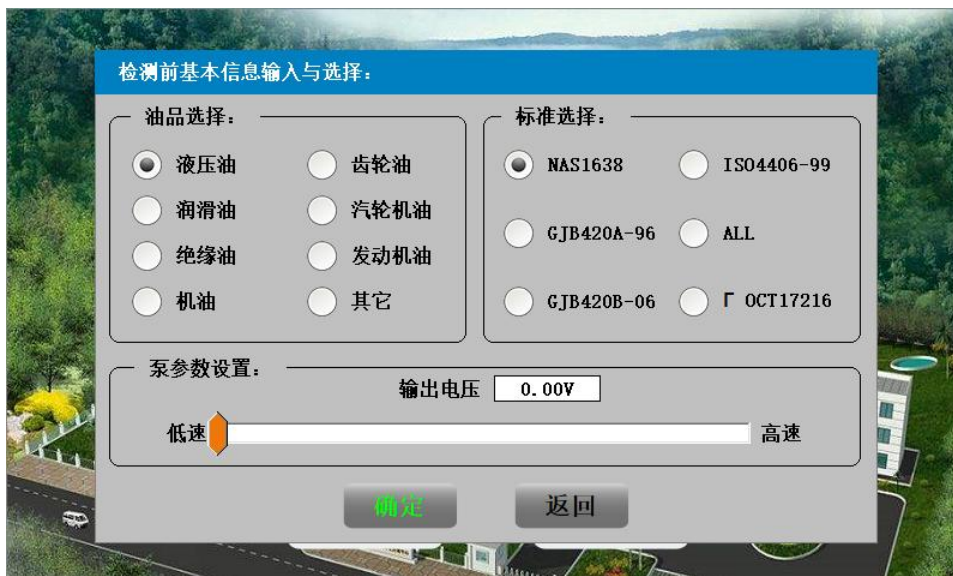 检测前基本信息输入与选择：
油品选择：
液压油 齿轮油
润滑油 汽轮机油
绝缘油 发动机油
机油 其它
标准选择：
NAS1638 ISO4406-99
GJB420A-96 ALL
GJB420B-06 Г OCT17216
泵参数设置：
输出电压 0.00V
低速 高速
确定 返回